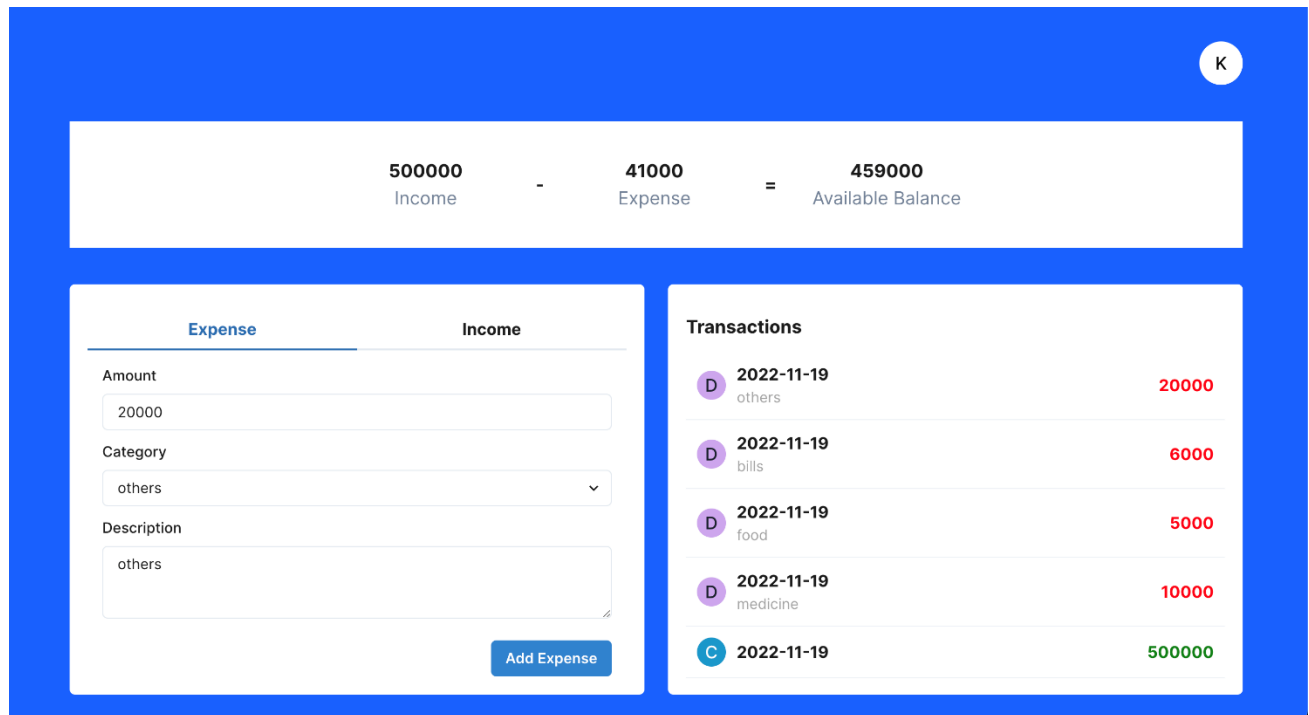 K
500000 - 41000 = 459000
Income Expense Available Balance
Expense Income
Amount
20000
Category
others
Description
others
Add Expense
Transactions
D 2022-11-19 20000
others
D 2022-11-19 6000
bills
D 2022-11-19 5000
food
D 2022-11-19 10000
medicine
C 2022-11-19 500000